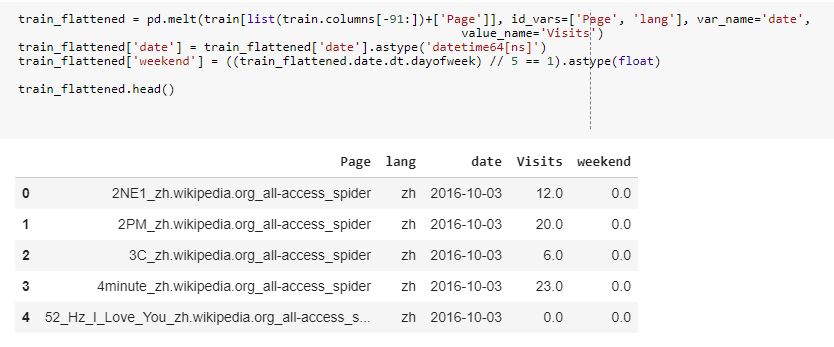 train_flattened = pd.melt(train[list(train.columns[-91:])+['Page']], id_vars=['Page', 'lang'], var_name='date',
value_name='Visits')
train_flattened['date'] = train_flattened['date'].astype('datetime64[ns]')
train_flattened['weekend'] = ((train_flattened.date.dt.dayofweek) // 5 == 1).astype(float)
train_flattened.head()
Page lang date Visits weekend
0 2NE1_zh.wikipedia.org_all-access_spider zh 2016-10-03 12.0 0.0
1 2PM_zh.wikipedia.org_all-access_spider zh 2016-10-03 20.0 0.0
2 3C_zh.wikipedia.org_all-access_spider zh 2016-10-03 6.0 0.0
3 4minute_zh.wikipedia.org_all-access_spider zh 2016-10-03 23.0 0.0
4 52_Hz_I_Love_You_zh.wikipedia.org_all-access_s... zh 2016-10-03 0.0 0.0